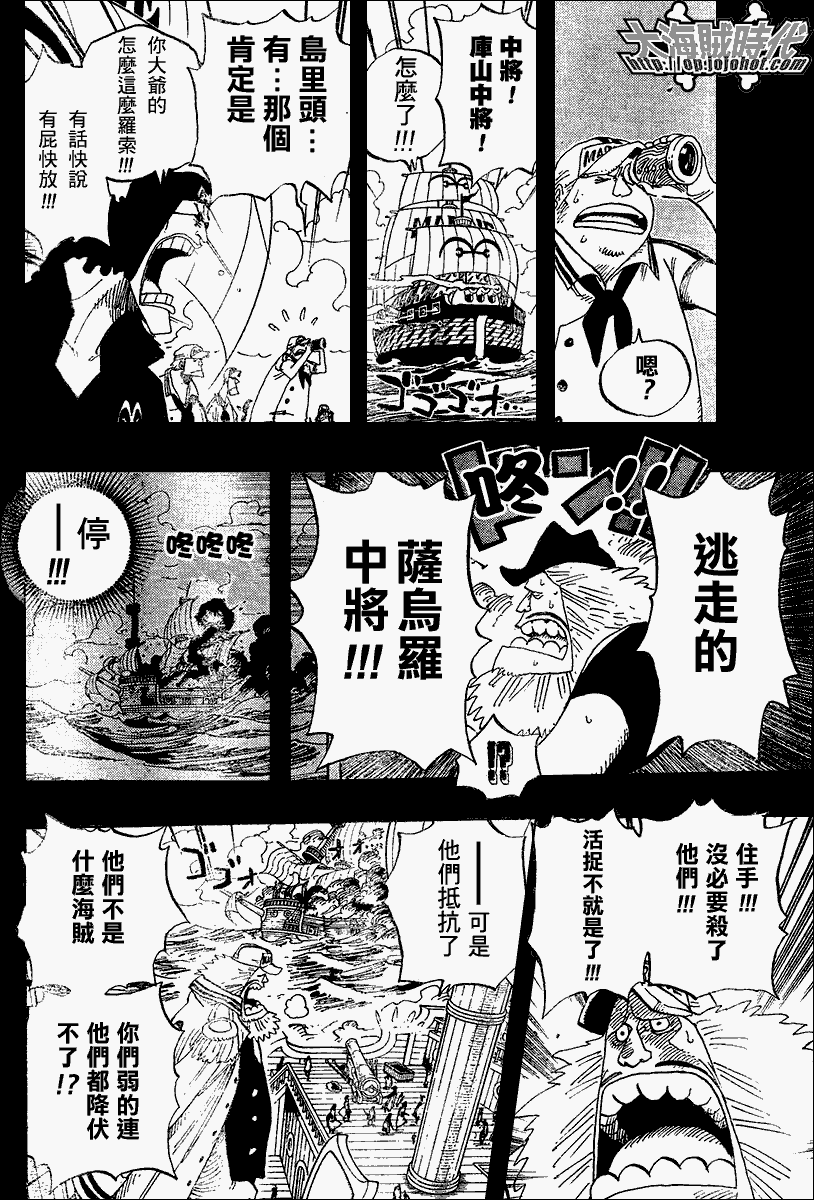 大海賊時代
http://op.jojohot.com
MAR
嗯?
中將!
庫山中將!
怎麼了!!!
ゴゴゴオ…
島里頭…
有…那個
肯定是
你大爺的
怎麼這麼羅索!!!
有話快說
有屁快放!!!
逃走的
咚ーン!!!
薩烏羅
中將!!!
!?
咚咚咚
停
——!!!
住手!!!
沒必要殺了
他們!!!
活捉不就是了!!!
——可是
他們抵抗了
ゴゴオ…
他們不是
什麼海賊
你們弱的連
他們都降伏
不了!?